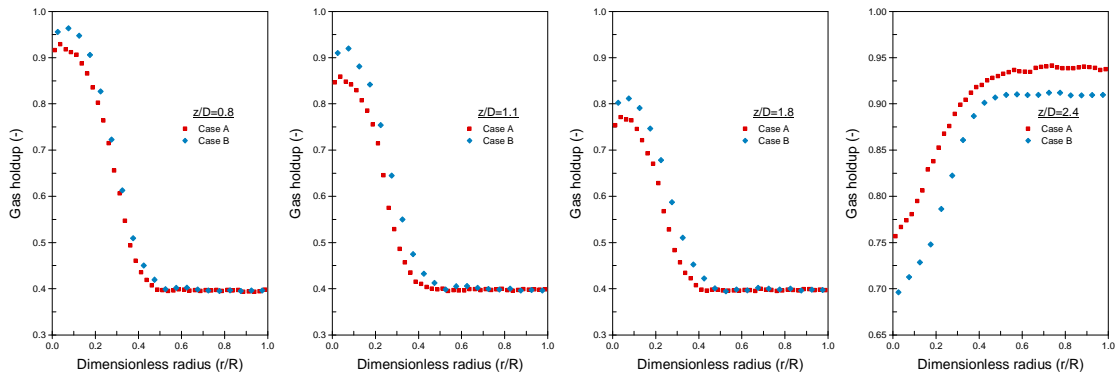 1.0
0.9
0.8
0.7
0.6
0.5
0.4
0.3
Gas holdup (-)
0.0 0.2 0.4 0.6 0.8 1.0
Dimensionless radius (r/R)
z/D=0.8
Case A
Case B
1.0
0.9
0.8
0.7
0.6
0.5
0.4
0.3
Gas holdup (-)
0.0 0.2 0.4 0.6 0.8 1.0
Dimensionless radius (r/R)
z/D=1.1
Case A
Case B
1.0
0.9
0.8
0.7
0.6
0.5
0.4
0.3
Gas holdup (-)
0.0 0.2 0.4 0.6 0.8 1.0
Dimensionless radius (r/R)
z/D=1.8
Case A
Case B
1.0
0.95
0.90
0.85
0.80
0.75
0.70
0.65
Gas holdup (-)
0.0 0.2 0.4 0.6 0.8 1.0
Dimensionless radius (r/R)
z/D=2.4
Case A
Case B